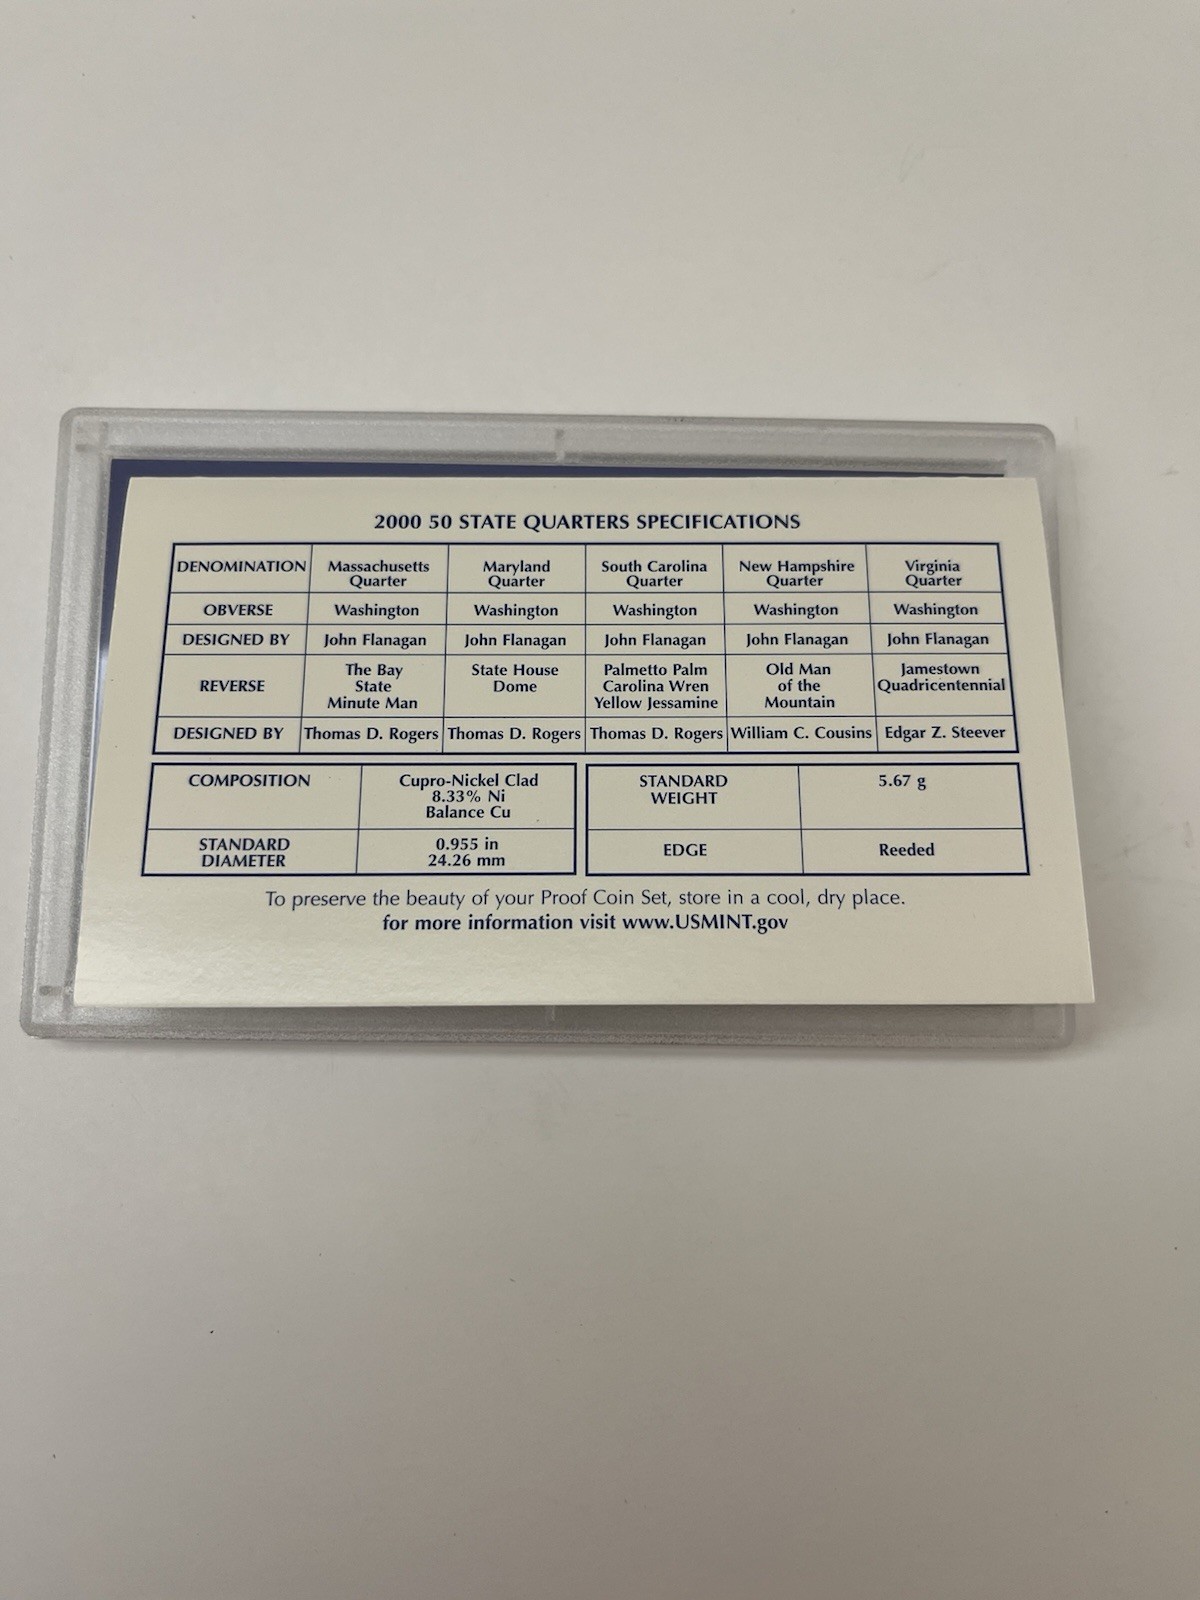 2000 50 STATE QUARTERS SPECIFICATIONS
DENOMINATION Massachusetts Quarter Maryland Quarter South Carolina Quarter New Hampshire Quarter Virginia Quarter
OBVERSE Washington Washington Washington Washington Washington
DESIGNED BY John Flanagan John Flanagan John Flanagan John Flanagan John Flanagan
REVERSE The Bay State Minute Man State House Dome Palmetto Palm Carolina Wren Yellow Jessamine Old Man of the Mountain Jamestown Quadricentennial
DESIGNED BY Thomas D. Rogers Thomas D. Rogers Thomas D. Rogers William C. Cousins Edgar Z. Steever
COMPOSITION Cupro-Nickel Clad
8.33% Ni
Balance Cu
STANDARD DIAMETER 0.955 in
24.26 mm
STANDARD WEIGHT 5.67 g
EDGE Reeded
To preserve the beauty of your Proof Coin Set, store in a cool, dry place.
for more information visit www.USMINT.gov